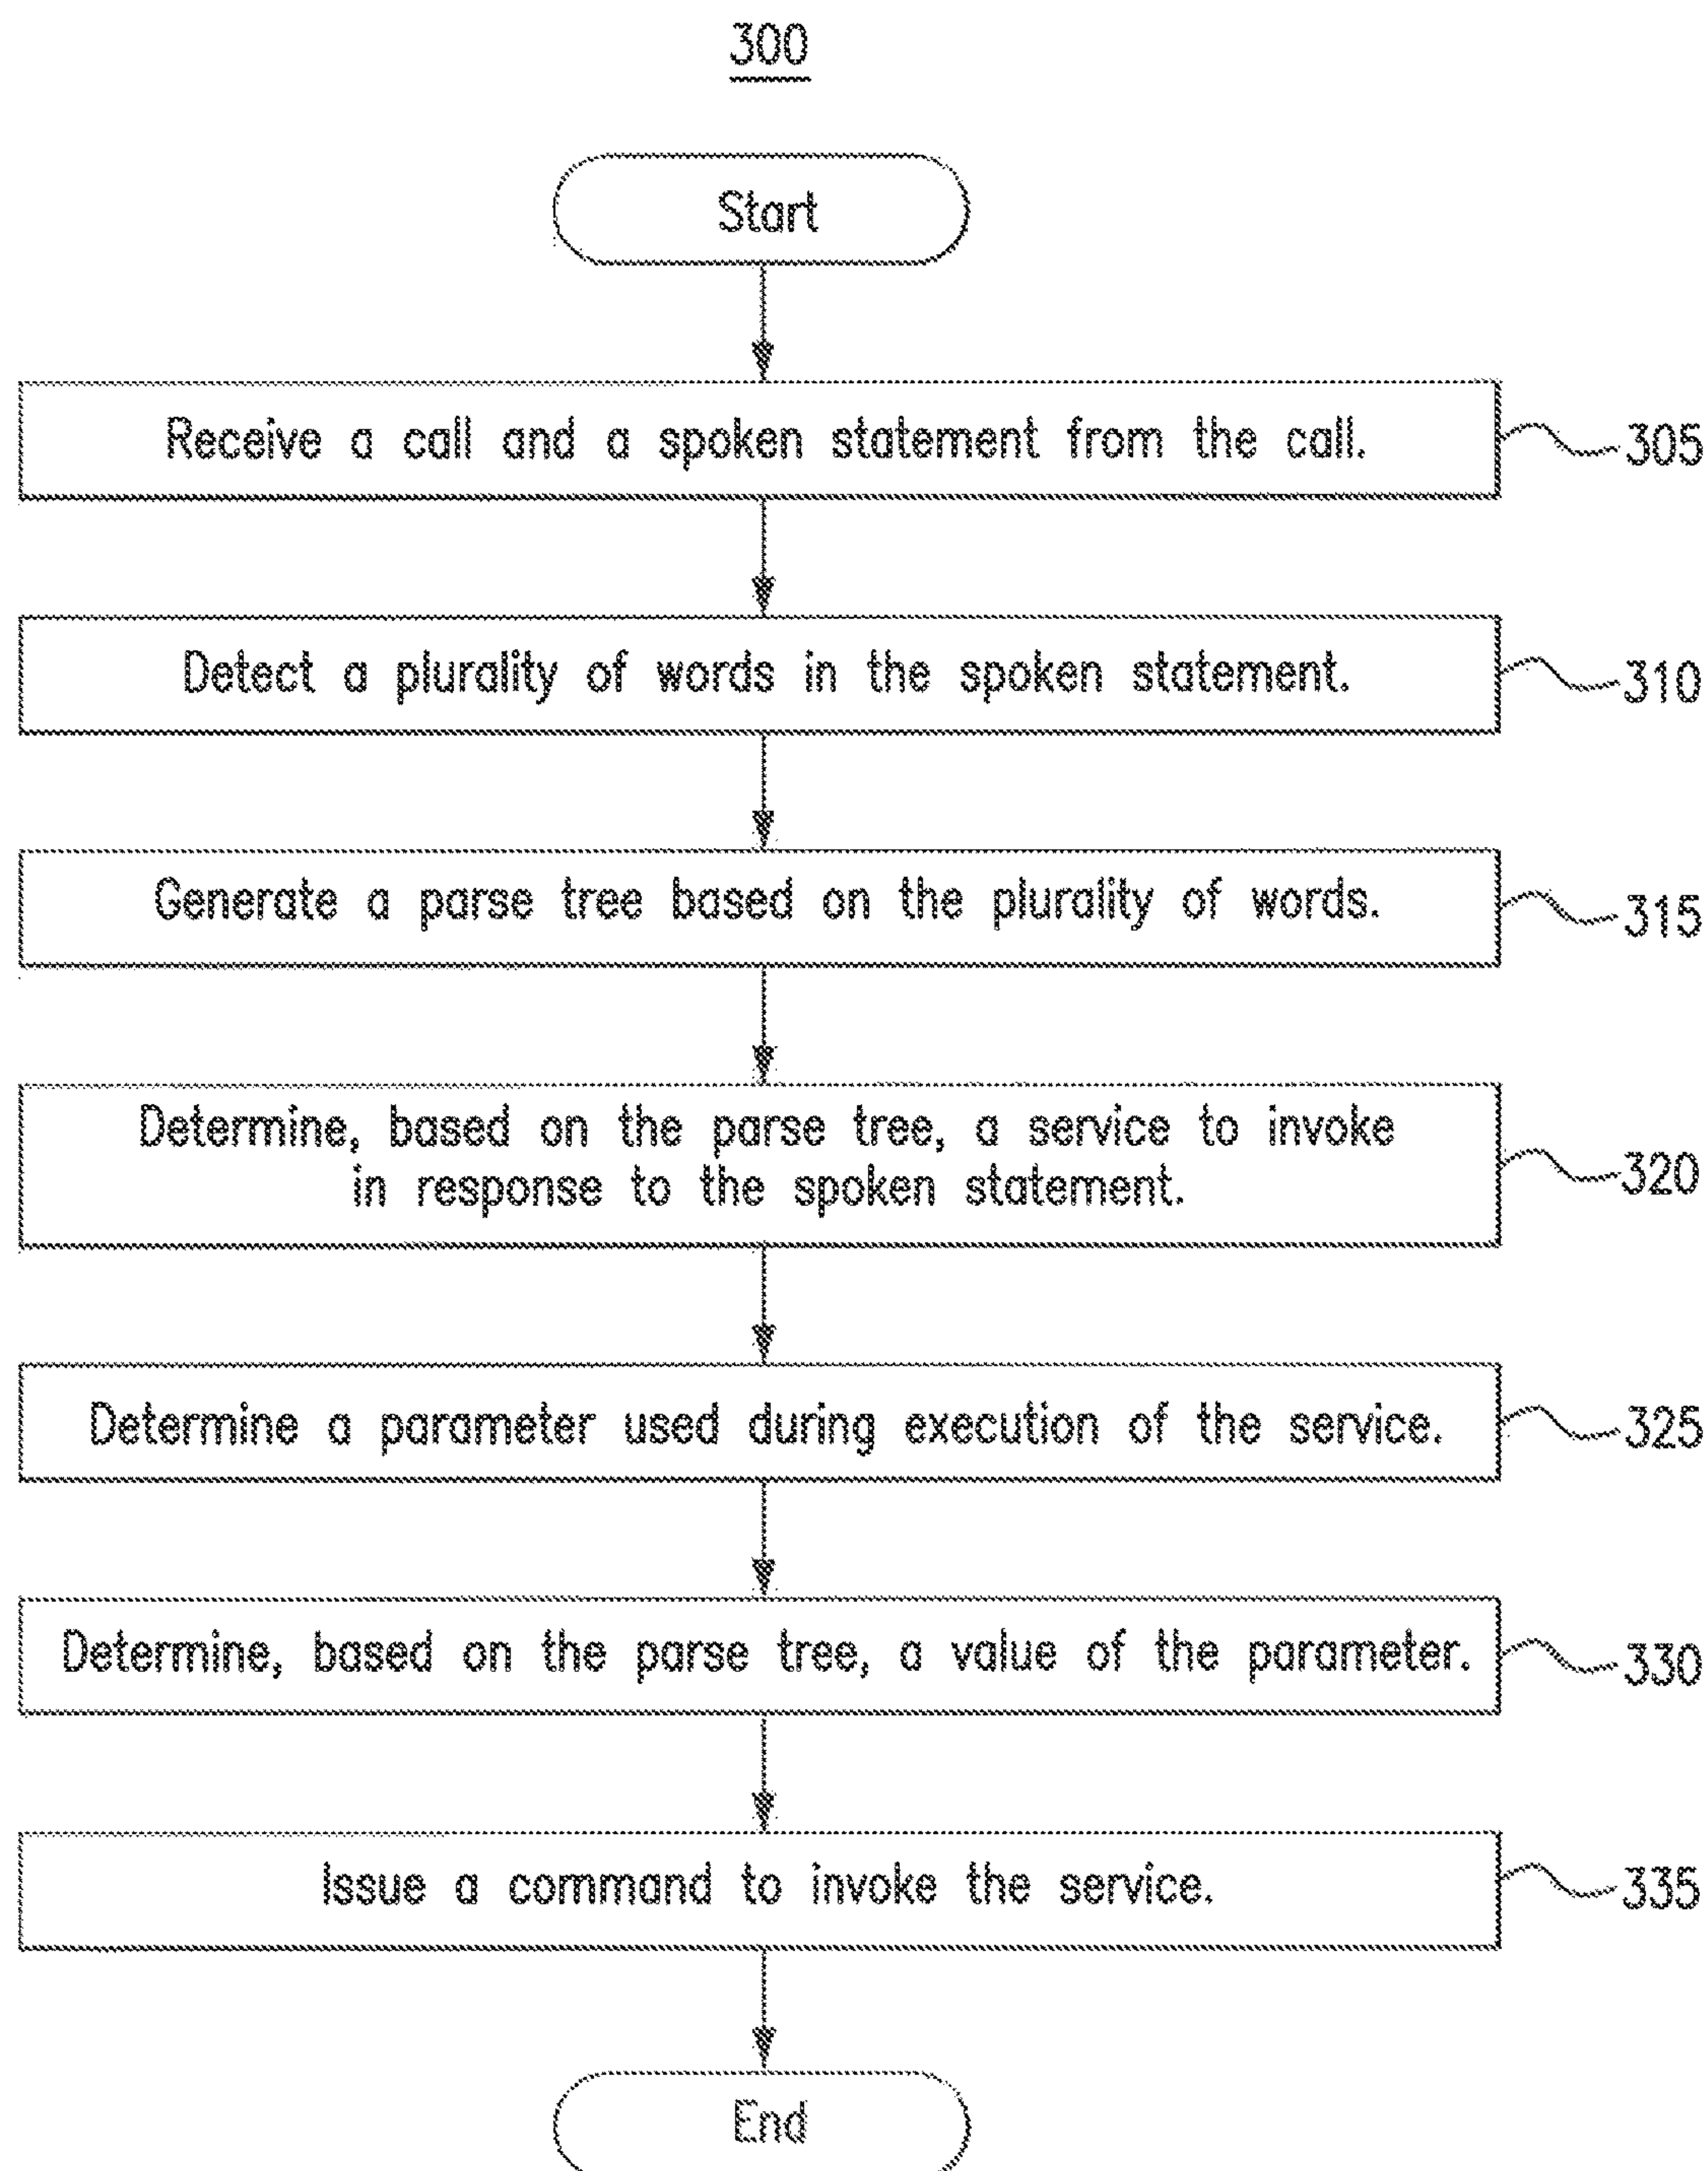 300
Start
Receive a call and a spoken statement from the call.
305
Detect a plurality of words in the spoken statement.
310
Generate a parse tree based on the plurality of words.
315
Determine, based on the parse tree, a service to invoke
in response to the spoken statement.
320
Determine a parameter used during execution of the service.
325
Determine, based on the parse tree, a value of the parameter.
330
Issue a command to invoke the service.
335
End